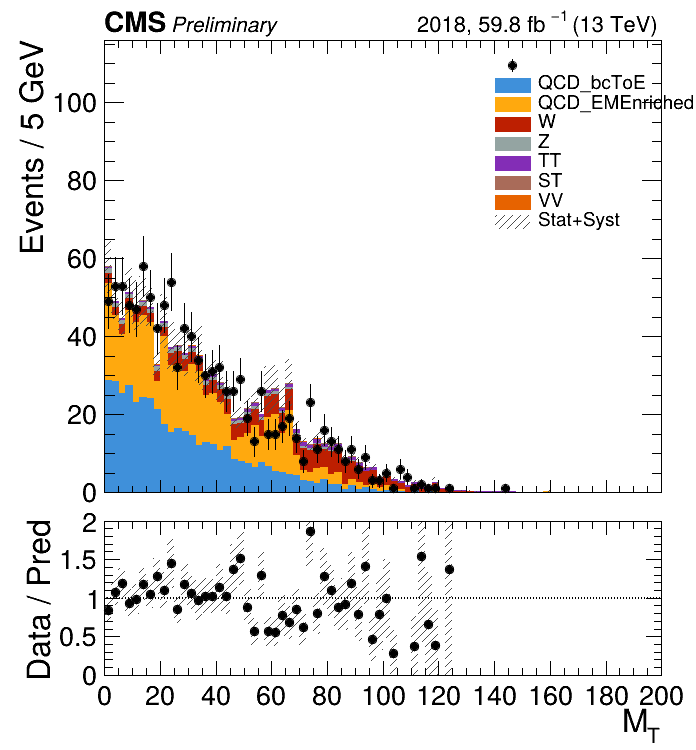 CMS Preliminary 2018, 59.8 fb⁻¹ (13 TeV)
Events / 5 GeV
100
80
60
40
20
0
QCD_bcToE
QCD_EMEnriched
W
Z
TT
ST
VV
Stat+Syst
Data / Pred
2
1.5
1
0.5
0
0 20 40 60 80 100 120 140 160 180 200
M_T